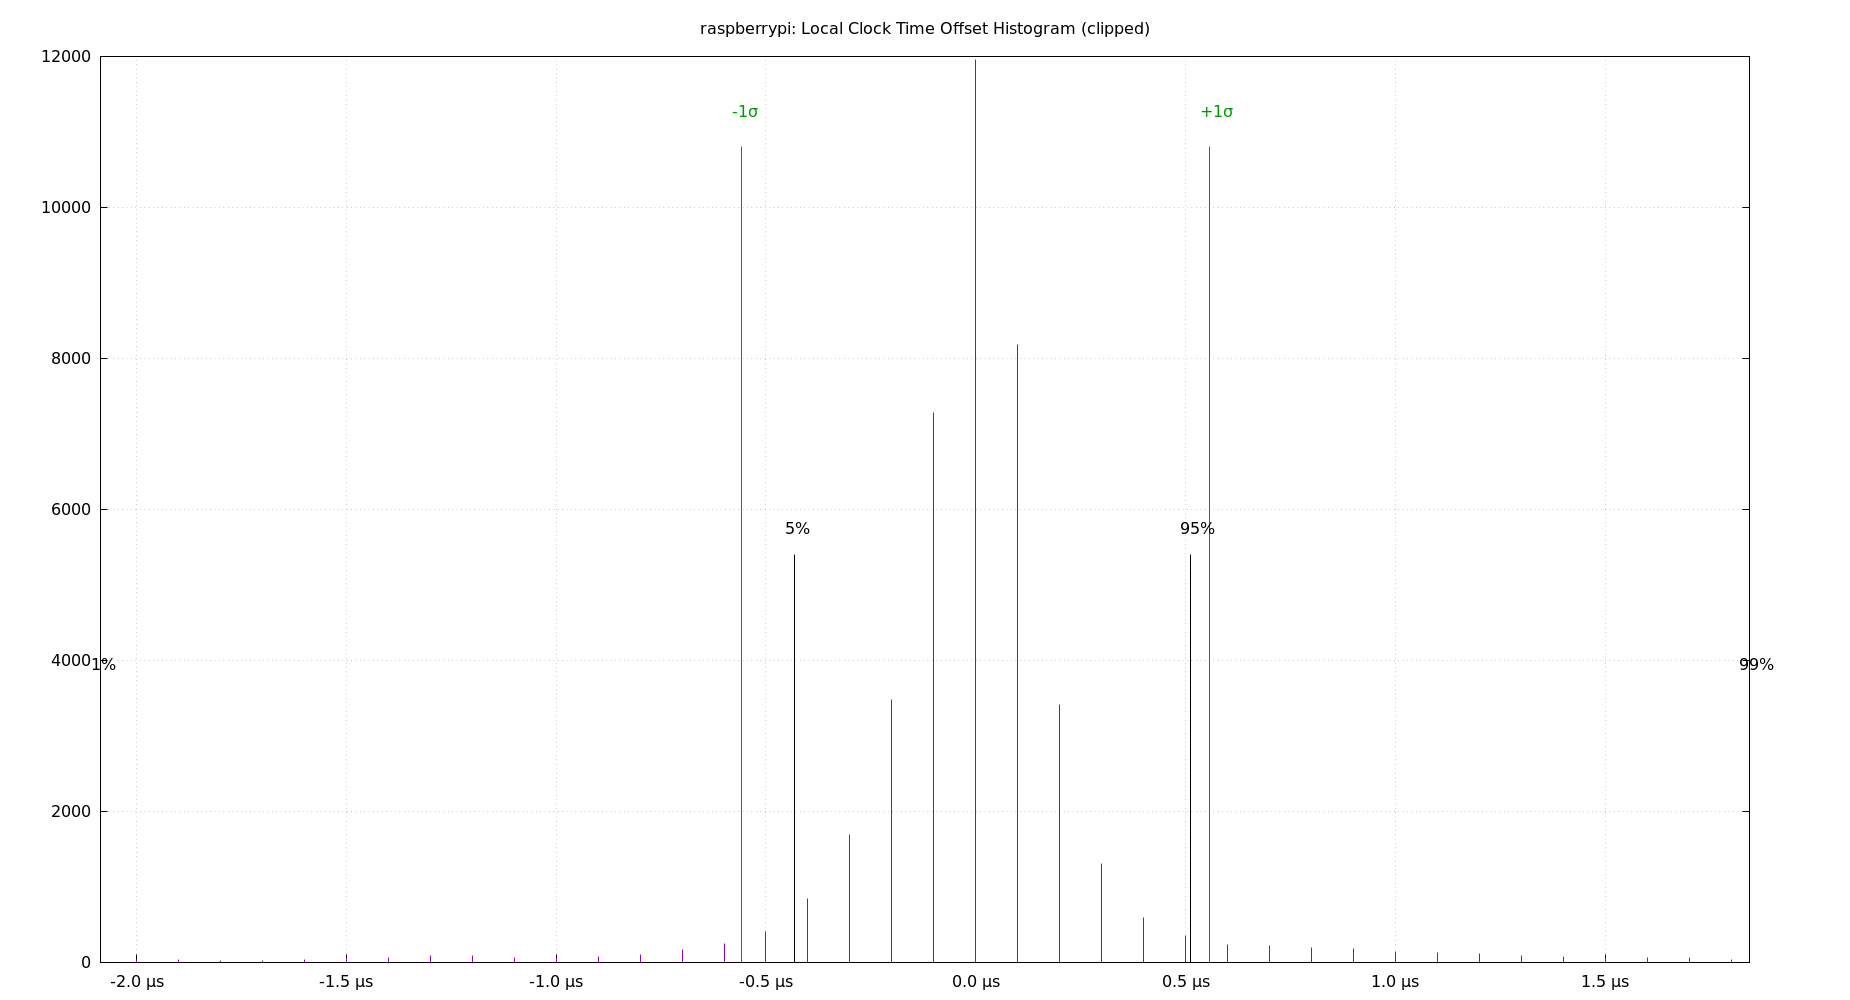 raspberrypi: Local Clock Time Offset Histogram (clipped)
12000
-1σ
+1σ
10000
8000
6000
5%
95%
4000
1%
99%
2000
0
-2.0 µs
-1.5 µs
-1.0 µs
-0.5 µs
0.0 µs
0.5 µs
1.0 µs
1.5 µs